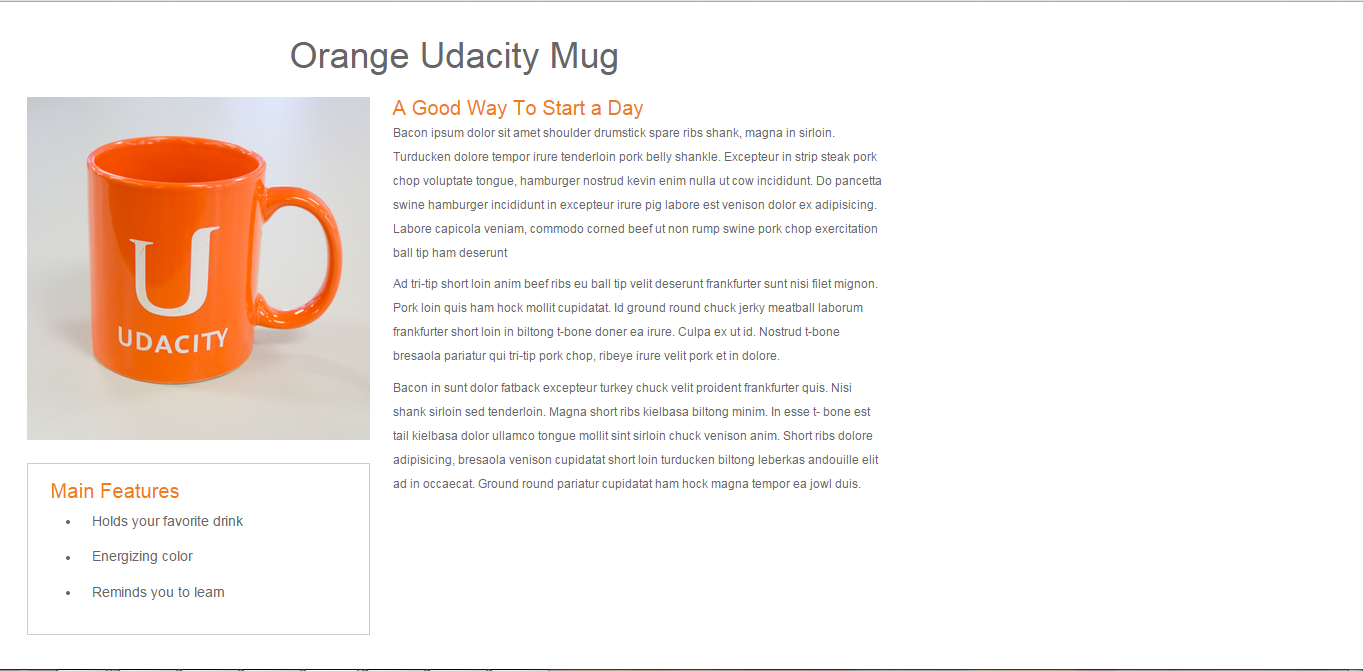 Orange Udacity Mug
U
UDACITY
Main Features
Holds your favorite drink
Energizing color
Reminds you to learn
A Good Way To Start a Day
Bacon ipsum dolor sit amet shoulder drumstick spare ribs shank, magna in sirloin.
Turducken dolore tempor irure tenderloin pork belly shankle. Excepteur in strip steak pork
chop voluptate tongue, hamburger nostrud kevin enim nulla ut cow incididunt. Do pancetta
swine hamburger incididunt in excepteur irure pig labore est venison dolor ex adipisicing.
Labore capicola veniam, commodo corned beef ut non rump swine pork chop exercitation
ball tip ham deserunt
Ad tri-tip short loin anim beef ribs eu ball tip velit deserunt frankfurter sunt nisi filet mignon.
Pork loin quis ham hock mollit cupidatat. Id ground round chuck jerky meatball laborum
frankfurter short loin in biltong t-bone doner ea irure. Culpa ex ut id. Nostrud t-bone
bresaola pariatur qui tri-tip pork chop, ribeye irure velit pork et in dolore.
Bacon in sunt dolor fatback excepteur turkey chuck velit proident frankfurter quis. Nisi
shank sirloin sed tenderloin. Magna short ribs kielbasa biltong minim. In esse t- bone est
tail kielbasa dolor ullamco tongue mollit sint sirloin chuck venison anim. Short ribs dolore
adipisicing, bresaola venison cupidatat short loin turducken biltong leberkas andouille elit
ad in occaecat. Ground round pariatur cupidatat ham hock magna tempor ea jowl duis.